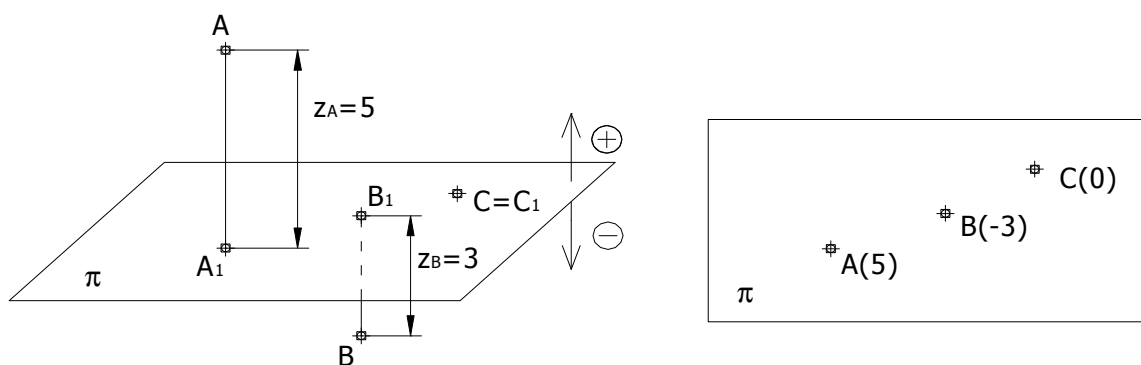 A
zA=5
+
B1
C=C1
−
A1
zB=3
π
B
C(0)
B(-3)
A(5)
π